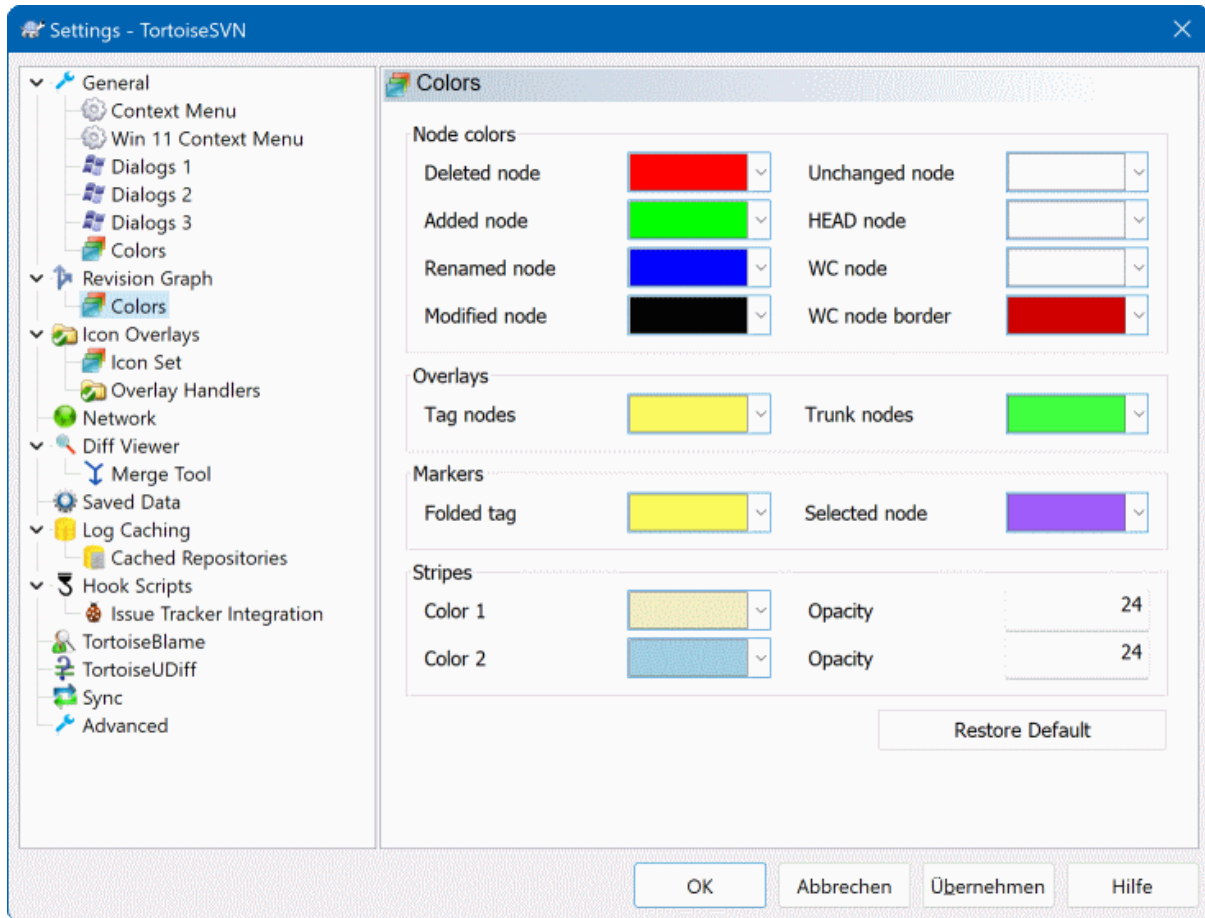 Settings - TortoiseSVN
General
Context Menu
Win 11 Context Menu
Dialogs 1
Dialogs 2
Dialogs 3
Colors
Revision Graph
Colors
Icon Overlays
Icon Set
Overlay Handlers
Network
Diff Viewer
Merge Tool
Saved Data
Log Caching
Cached Repositories
Hook Scripts
Issue Tracker Integration
TortoiseBlame
TortoiseUDiff
Sync
Advanced
Colors
Node colors
Deleted node Unchanged node
Added node HEAD node
Renamed node WC node
Modified node WC node border
Overlays
Tag nodes Trunk nodes
Markers
Folded tag Selected node
Stripes
Color 1 Opacity 24
Color 2 Opacity 24
Restore Default
OK Abbrechen Übernehmen Hilfe